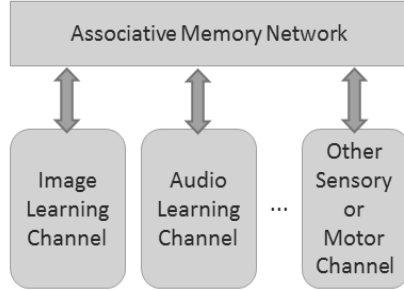 Associative Memory Network
Image
Learning
Channel
Audio
Learning
Channel
...
Other
Sensory
or
Motor
Channel